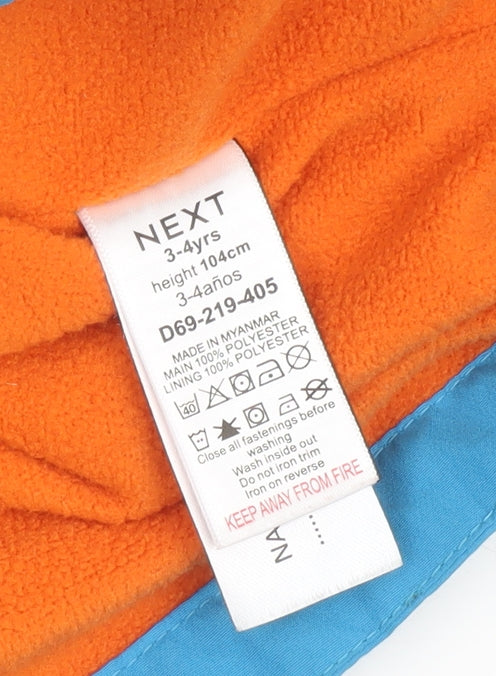 NEXT
3-4yrs
height 104cm
3-4años
D69-219-405
MADE IN MYANMAR
MAIN 100% POLYESTER
LINING 100% POLYESTER
40
Close all fastenings before
washing
Wash inside out
Do not iron trim
Iron on reverse
KEEP AWAY FROM FIRE
NA